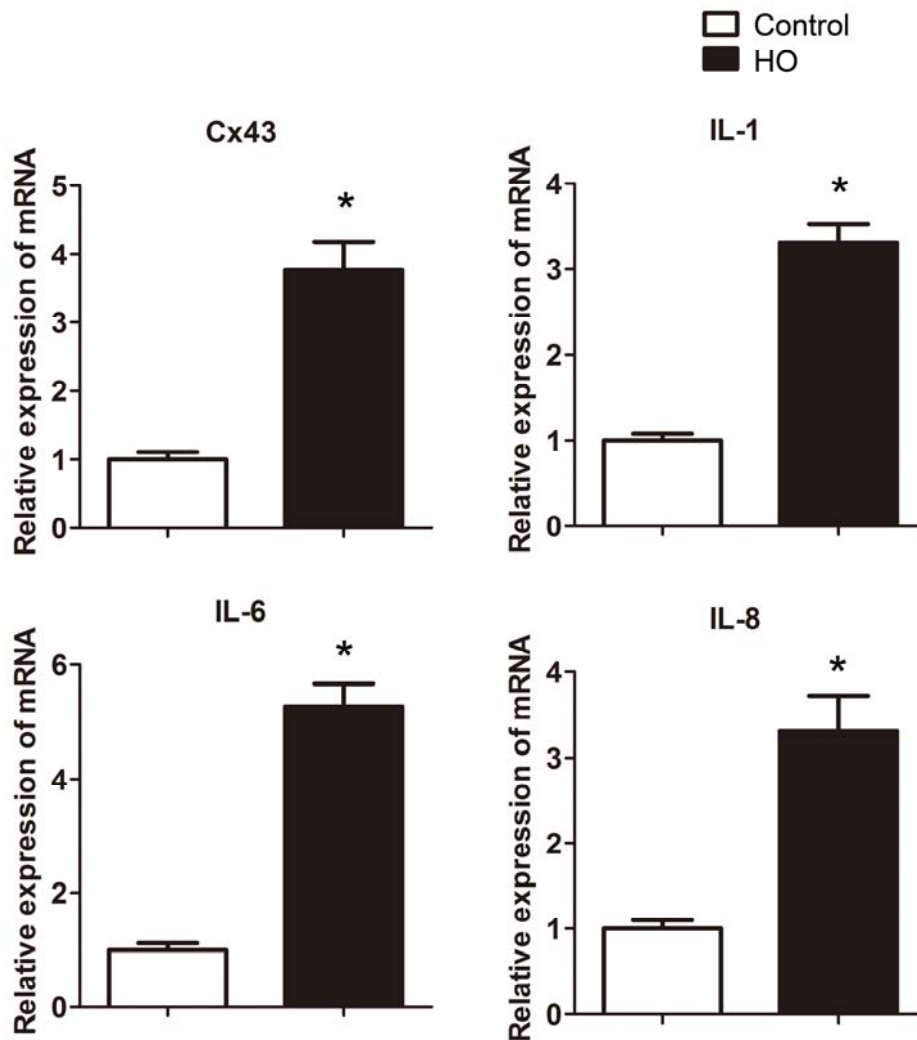 Control
HO
Cx43
Relative expression of mRNA
5
4
3
2
1
0
*
IL-1
Relative expression of mRNA
4
3
2
1
0
*
IL-6
Relative expression of mRNA
6
4
2
0
*
IL-8
Relative expression of mRNA
4
3
2
1
0
*